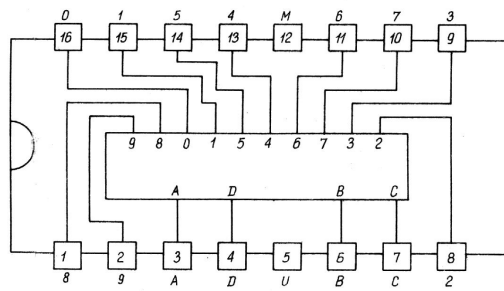 0 1 5 4 M 6 7 3
16 15 14 13 12 11 10 9
9 8 0 1 5 4 6 7 3 2
A D B C
1 2 3 4 5 6 7 8
8 9 A D U B C 2